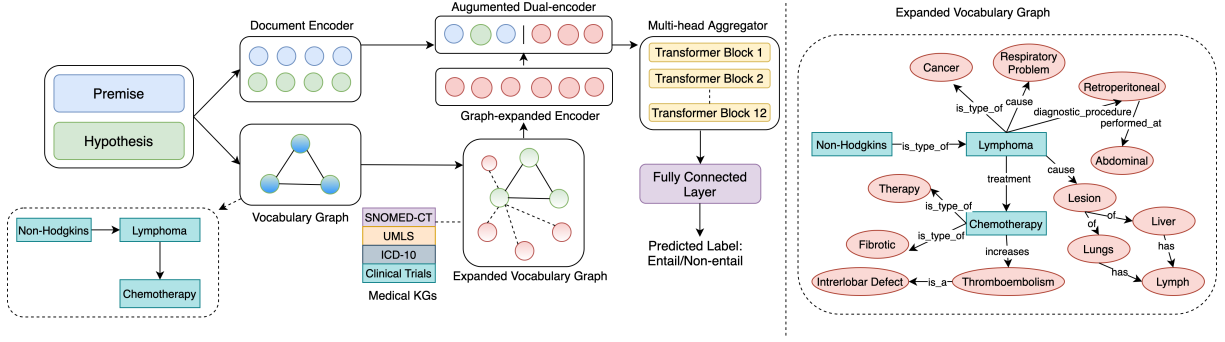 Document Encoder
Augmented Dual-encoder
Multi-head Aggregator
Premise
Hypothesis
Transformer Block 1
Transformer Block 2
Transformer Block 12
Graph-expanded Encoder
Vocabulary Graph
Fully Connected
Layer
Non-Hodgkins
Lymphoma
Chemotherapy
SNOMED-CT
UMLS
ICD-10
Clinical Trials
Medical KGs
Expanded Vocabulary Graph
Predicted Label:
Entail/Non-entail
Expanded Vocabulary Graph
Cancer
Respiratory
Problem
Retroperitoneal
is_type_of
cause
diagnostic_procedure
performed_at
Non-Hodgkins
is_type_of
Lymphoma
Abdominal
treatment
cause
Therapy
is_type_of
Lesion
of
Liver
Chemotherapy
is_type_of
of
Fibrotic
Lungs
has
increases
has
Intrerlobar Defect
is_a
Thromboembolism
Lymph